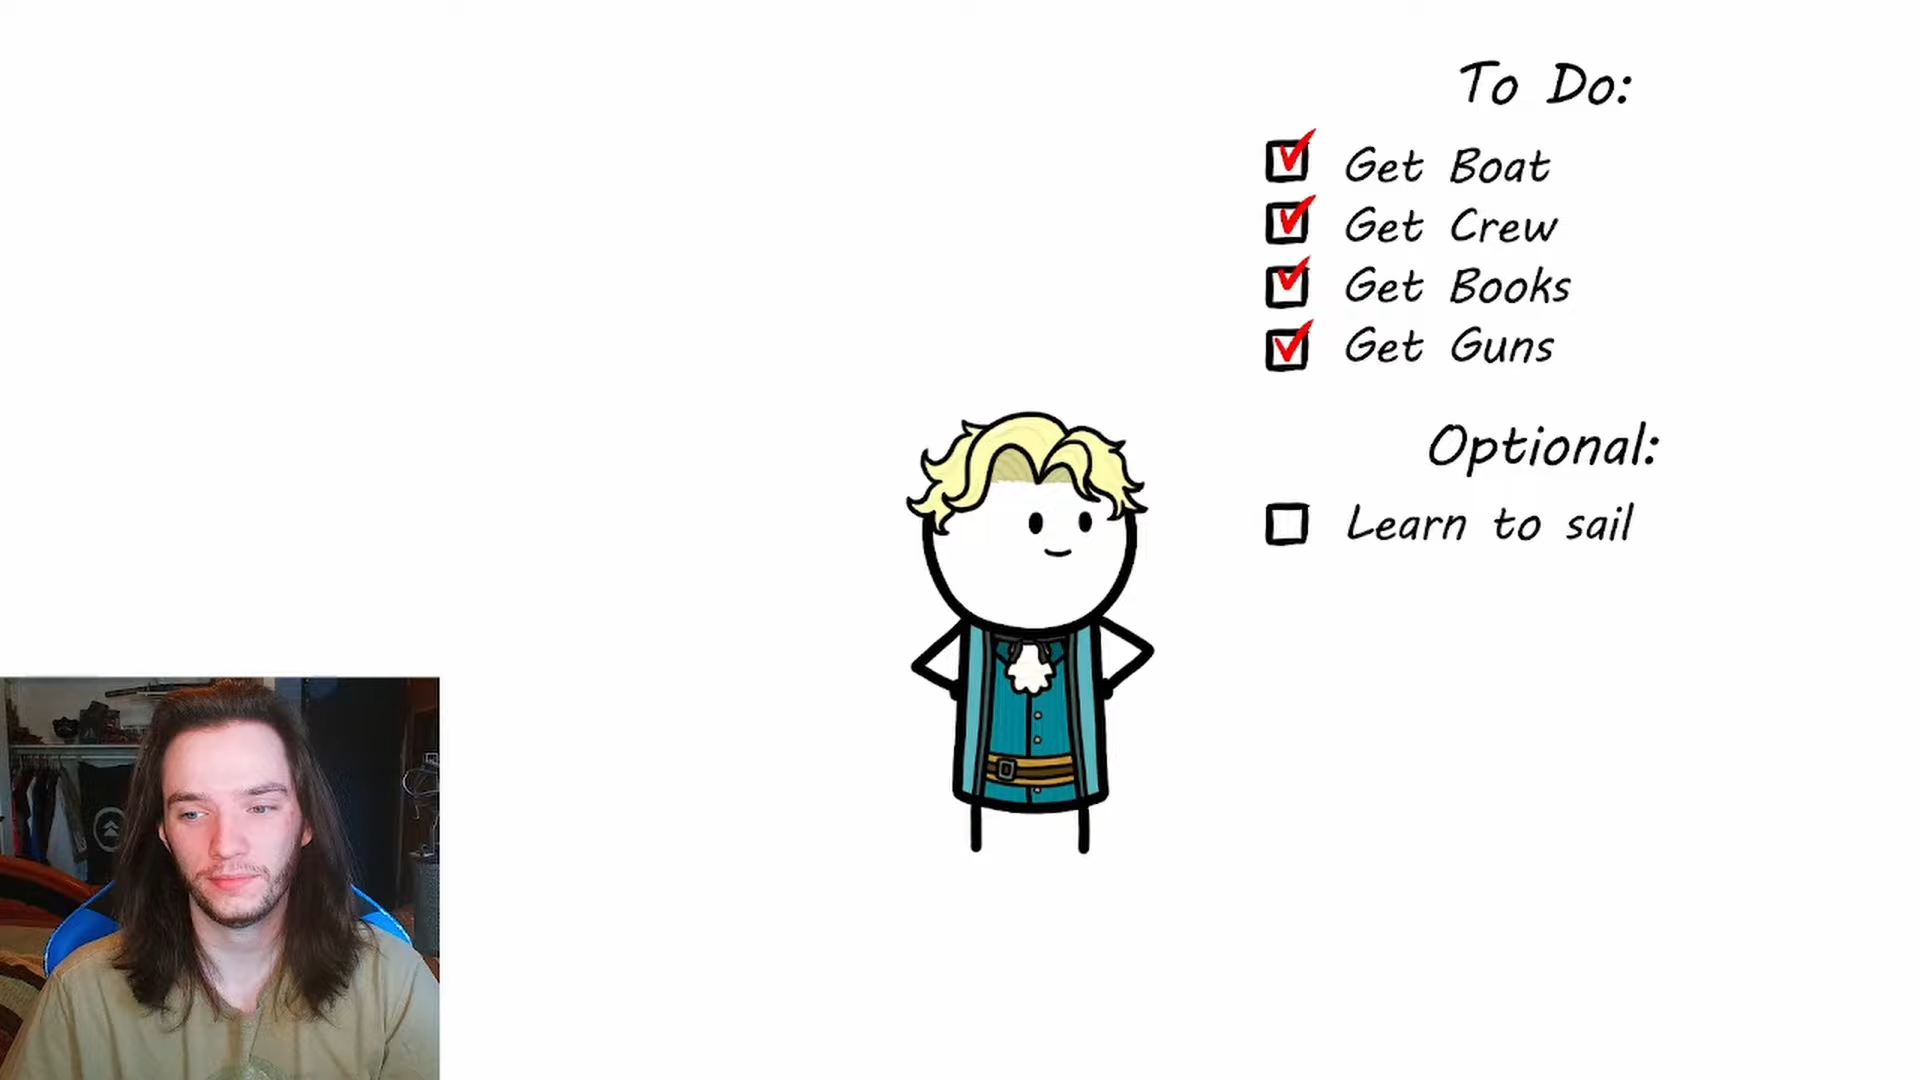 To Do:
Get Boat
Get Crew
Get Books
Get Guns
Optional:
Learn to sail